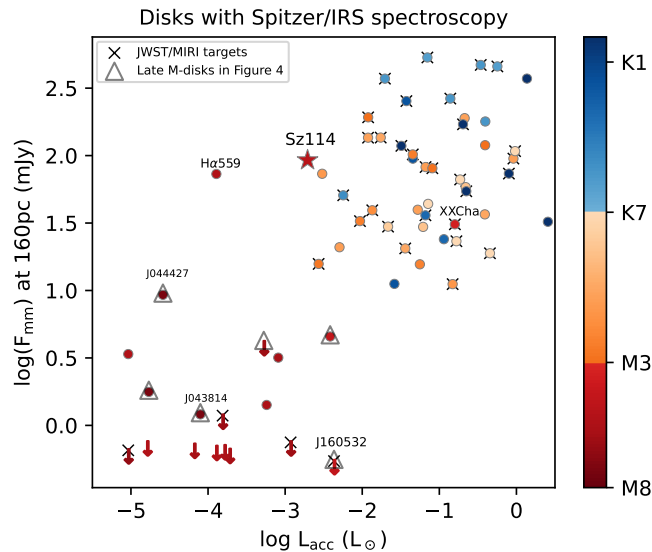 Disks with Spitzer/IRS spectroscopy
JWST/MIRI targets
Late M-disks in Figure 4
Sz114
Hα559
XXCha
J044427
J043814
J160532
log(F_mm) at 160pc (mJy)
2.5
2.0
1.5
1.0
0.5
0.0
−5
−4
−3
−2
−1
0
log L_acc (L_⊙)
K1
K7
M3
M8